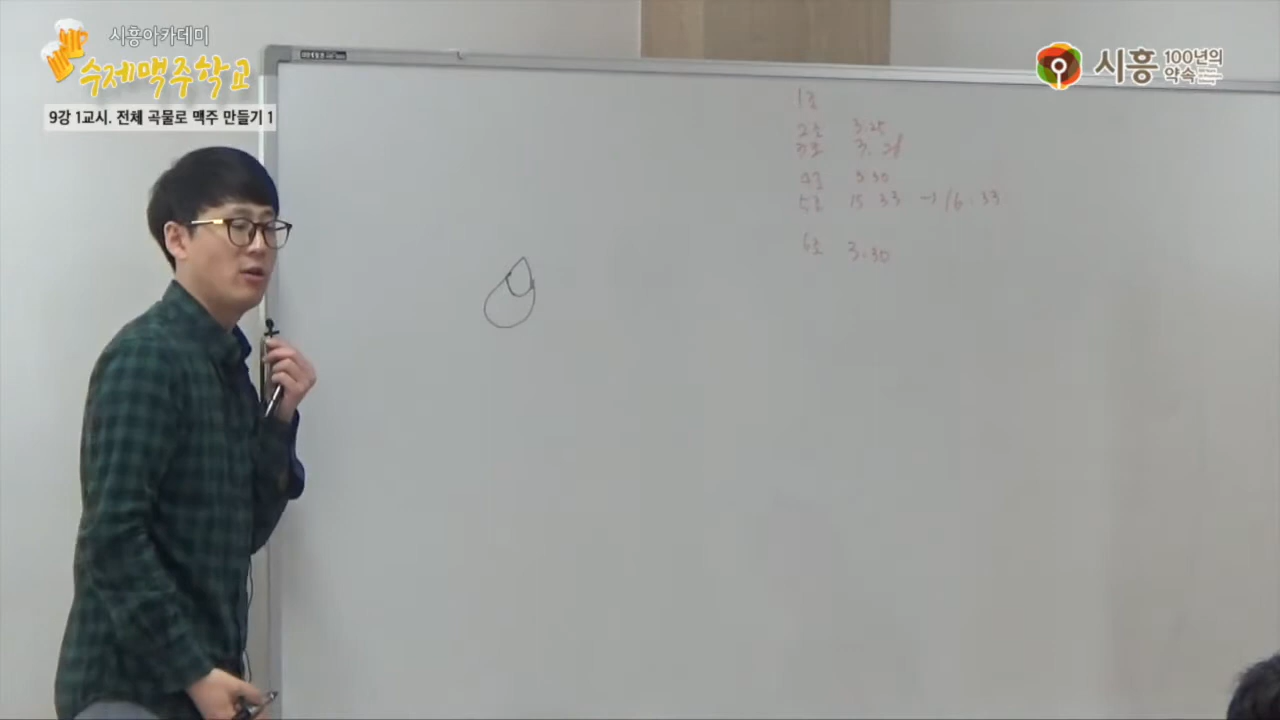 시흥아카데미
수제맥주학교
9강 1교시. 전체 곡물로 맥주 만들기 1
시흥 100년의 약속
1조
2조 3:25
3조 3. 28
4조 3 30
5조 15 33 → 16:33
6조 3:30